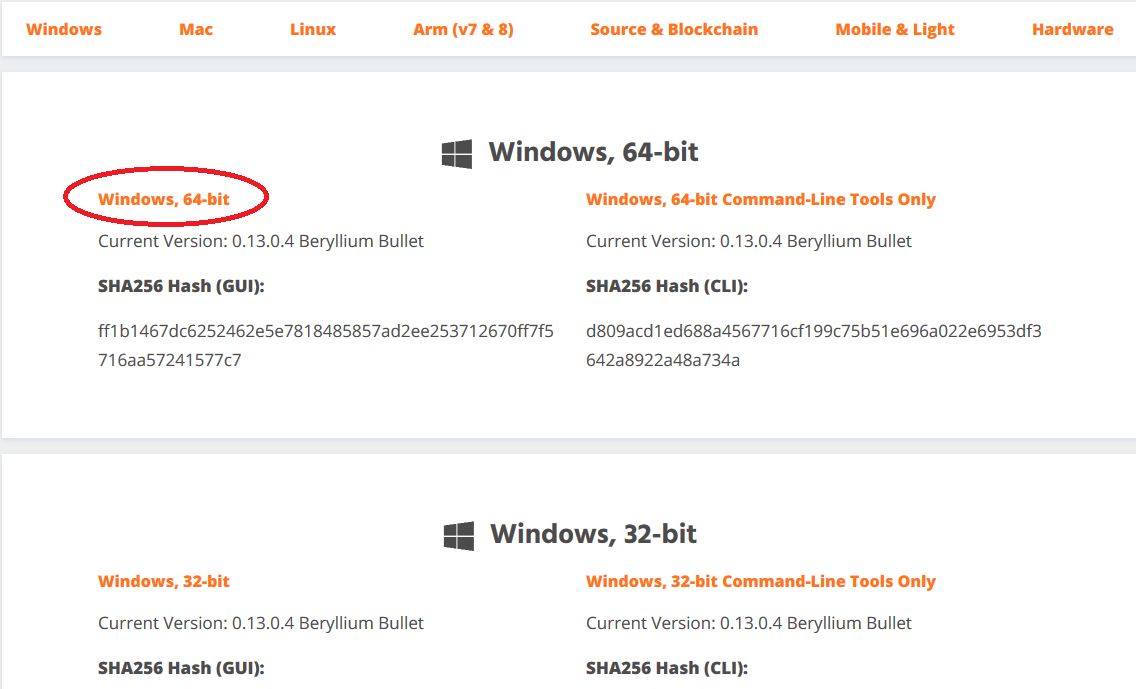 Windows Mac Linux Arm (v7 & 8) Source & Blockchain Mobile & Light Hardware
Windows, 64-bit
Windows, 64-bit
Current Version: 0.13.0.4 Beryllium Bullet
SHA256 Hash (GUI):
ff1b1467dc6252462e5e7818485857ad2ee253712670ff7f5
716aa57241577c7
Windows, 64-bit Command-Line Tools Only
Current Version: 0.13.0.4 Beryllium Bullet
SHA256 Hash (CLI):
d809acd1ed688a4567716cf199c75b51e696a022e6953df3
642a8922a48a734a
Windows, 32-bit
Windows, 32-bit
Current Version: 0.13.0.4 Beryllium Bullet
SHA256 Hash (GUI):
Windows, 32-bit Command-Line Tools Only
Current Version: 0.13.0.4 Beryllium Bullet
SHA256 Hash (CLI):